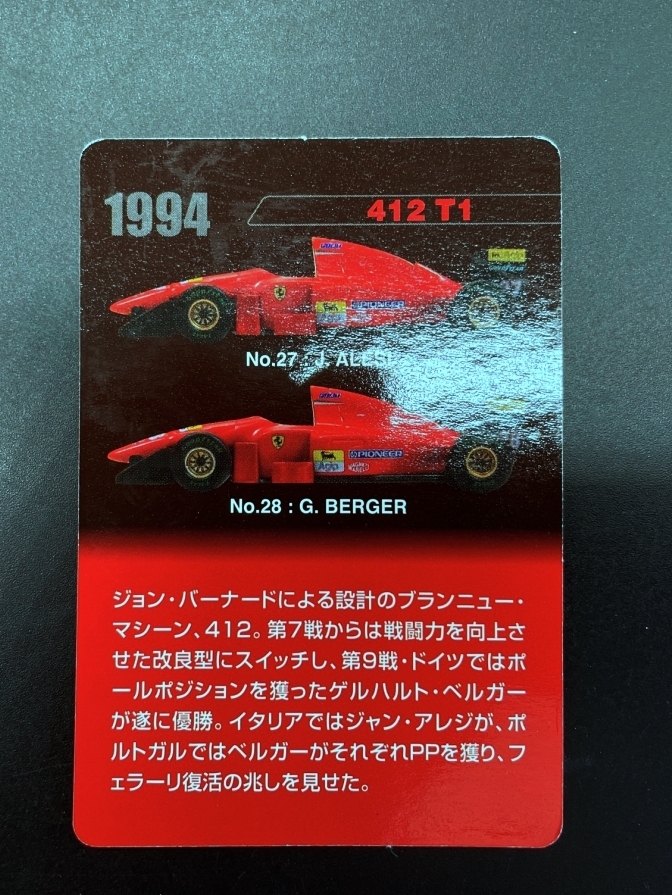 1994
412 T1
FIAT
Agip
PIONEER
No.27 : J. ALESI
FIAT
Agip
PIONEER
No.28 : G. BERGER
ジョン・バーナードによる設計のブランニュー・
マシーン、412。第7戦からは戦闘力を向上さ
せた改良型にスイッチし、第9戦・ドイツではポ
ールポジションを獲ったゲルハルト・ベルガー
が遂に優勝。イタリアではジャン・アレジが、ポ
ルトガルではベルガーがそれぞれPPを獲り、フ
ェラーリ復活の兆しを見せた。